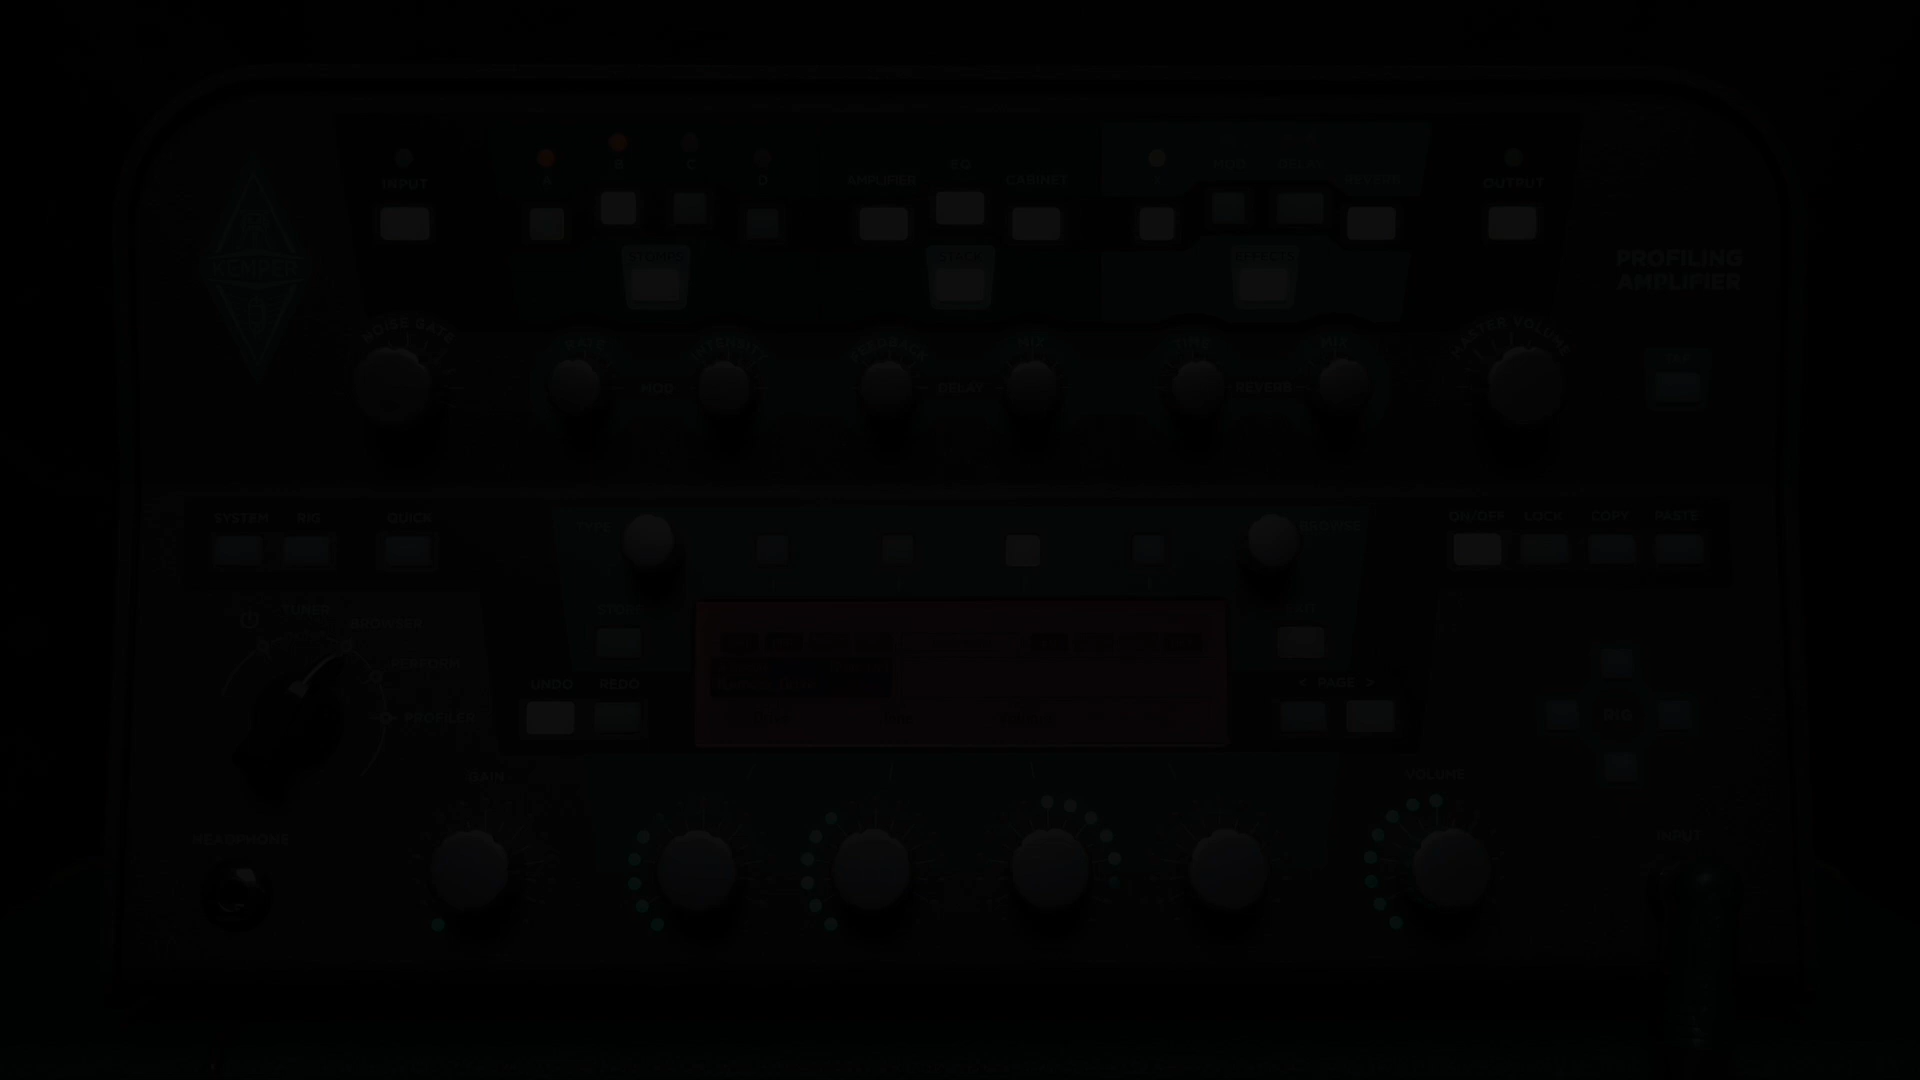 INPUT
A
B
C
D
AMPLIFIER
EQ
CABINET
X
MOD
DELAY
REVERB
OUTPUT
STOMPS
STACK
EFFECTS
KEMPER
PROFILING
AMPLIFIER
NOISE GATE
RATE
MOD
INTENSITY
FEEDBACK
DELAY
MIX
TIME
REVERB
MIX
MASTER VOLUME
TAP
SYSTEM
RIG
QUICK
TYPE
BROWSE
ON/OFF
LOCK
COPY
PASTE
TUNER
BROWSER
PERFORM
PROFILER
STORE
EXIT
UNDO
REDO
< PAGE >
RIG
GAIN
VOLUME
HEADPHONE
INPUT